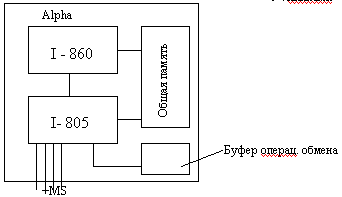 Alpha
I - 860
Общая память
I- 805
Буфер операц. обмена
+MS